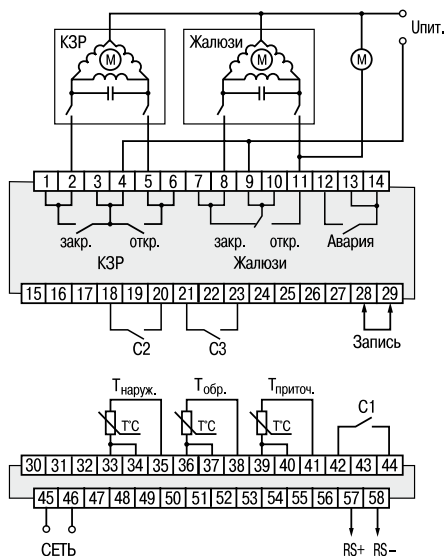 КЗР
Жалюзи
Uпит.
M
M
M
1 2 3 4 5 6 7 8 9 10 11 12 13 14
закр. откр. закр. откр. Авария
КЗР Жалюзи
15 16 17 18 19 20 21 22 23 24 25 26 27 28 29
C2 C3 Запись
Tнаруж. Tобр. Tприточ.
C1
T°C T°C T°C
30 31 32 33 34 35 36 37 38 39 40 41 42 43 44
45 46 47 48 49 50 51 52 53 54 55 56 57 58
СЕТЬ RS+ RS–